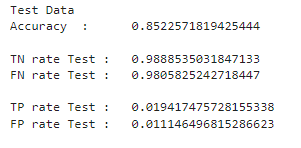 Test Data
Accuracy : 0.8522571819425444
TN rate Test : 0.9888535031847133
FN rate Test : 0.9805825242718447
TP rate Test : 0.019417475728155338
FP rate Test : 0.011146496815286623